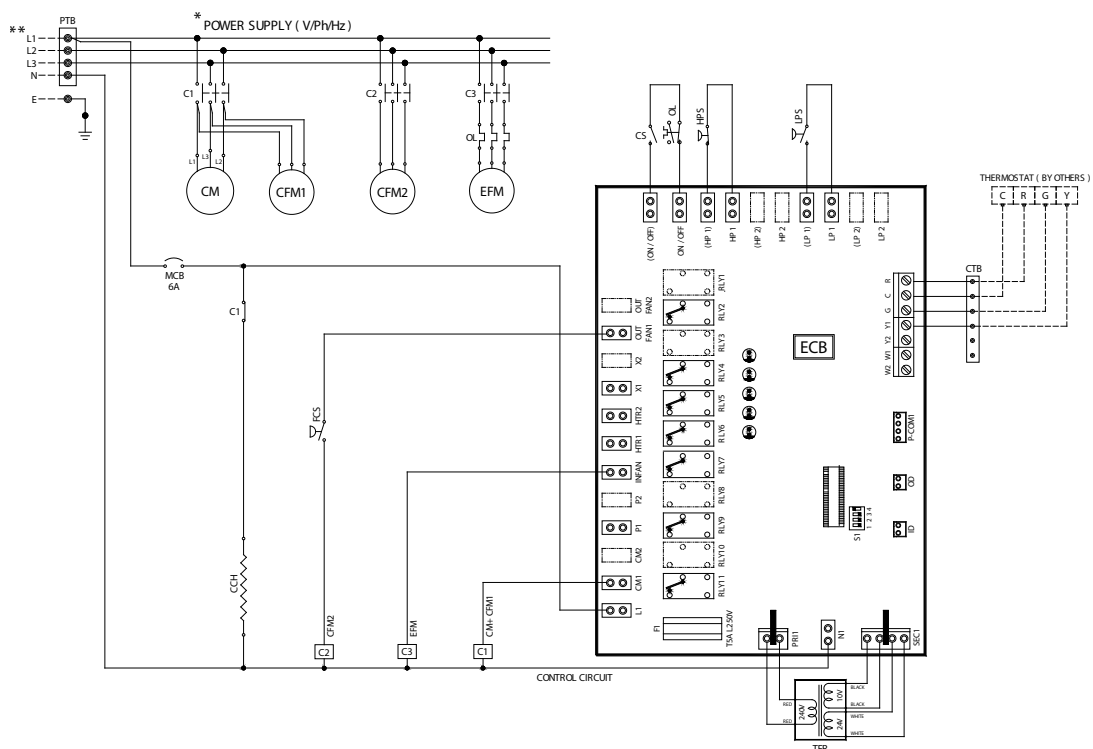 PTB
* POWER SUPPLY ( V/Ph/Hz )
**
L1
L2
L3
N
E
C1
C2
C3
OL
L1
L3
L2
CM
CFM1
CFM2
EFM
CS
OL
HPS
LPS
THERMOSTAT ( BY OTHERS )
C R G Y
CTB
MCB
6A
C1
FCS
CCH
CFM2
EFM
CM+ CFM1
C2
C3
C1
CONTROL CIRCUIT
(ON / OFF)
ON / OFF
(HP 1)
HP 1
(HP 2)
HP 2
(LP 1)
LP 1
(LP 2)
LP 2
OUT
FAN2
OUT
FAN1
X2
X1
HTR2
HTR1
INFAN
P2
P1
CM2
CM1
L1
RLY1
RLY2
RLY3
RLY4
RLY5
RLY6
RLY7
RLY8
RLY9
RLY10
RLY11
ECB
R
C
G
Y1
Y2
W1
W2
P-COM1
OD
ID
S1
1 2 3 4
F1
T5A L250V
PRI1
N1
SEC1
RED
RED
240V
10V
24V
BLACK
BLACK
WHITE
WHITE
TFR